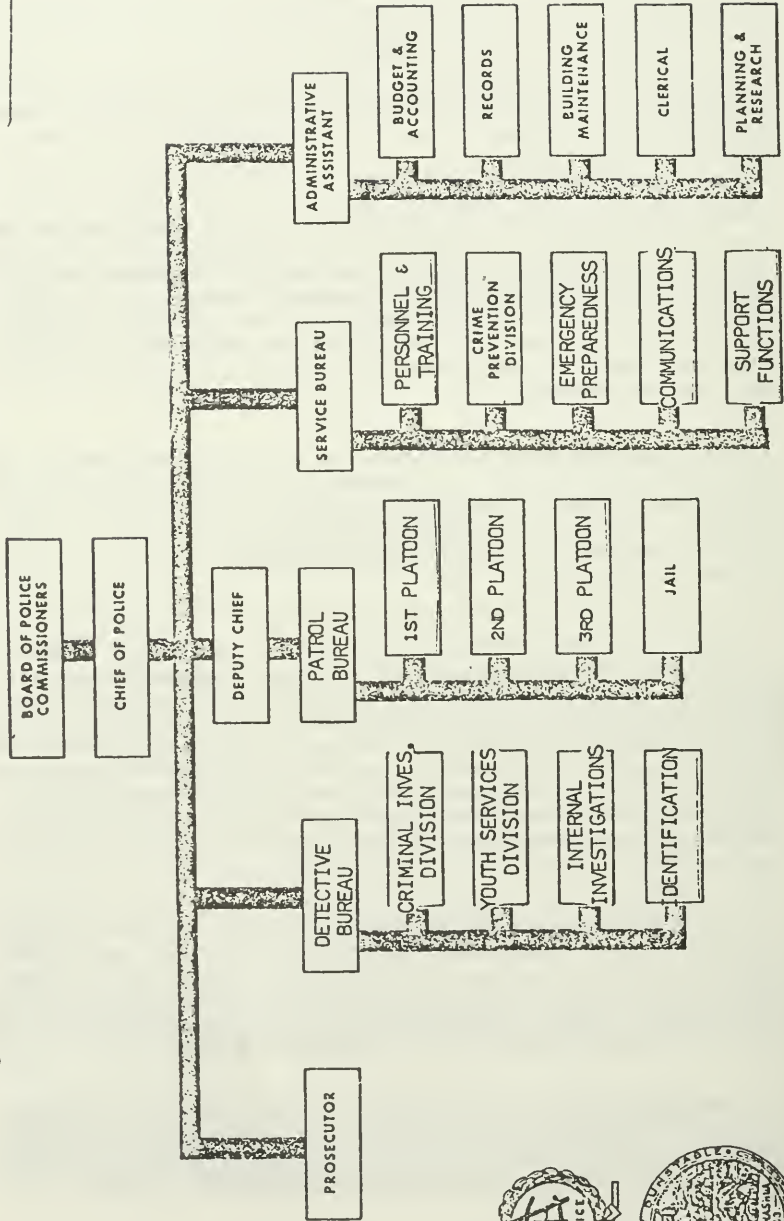 BOARD OF POLICE
COMMISSIONERS
CHIEF OF POLICE
DEPUTY CHIEF
PROSECUTOR
DETECTIVE
BUREAU
CRIMINAL INVES.
DIVISION
YOUTH SERVICES
DIVISION
INTERNAL
INVESTIGATIONS
IDENTIFICATION
PATROL
BUREAU
1ST PLATOON
2ND PLATOON
3RD PLATOON
JAIL
SERVICE BUREAU
PERSONNEL &
TRAINING
CRIME
PREVENTION
DIVISION
EMERGENCY
PREPAREDNESS
COMMUNICATIONS
SUPPORT
FUNCTIONS
ADMINISTRATIVE
ASSISTANT
BUDGET &
ACCOUNTING
RECORDS
BUILDING
MAINTENANCE
CLERICAL
PLANNING &
RESEARCH
DUNSTABLE